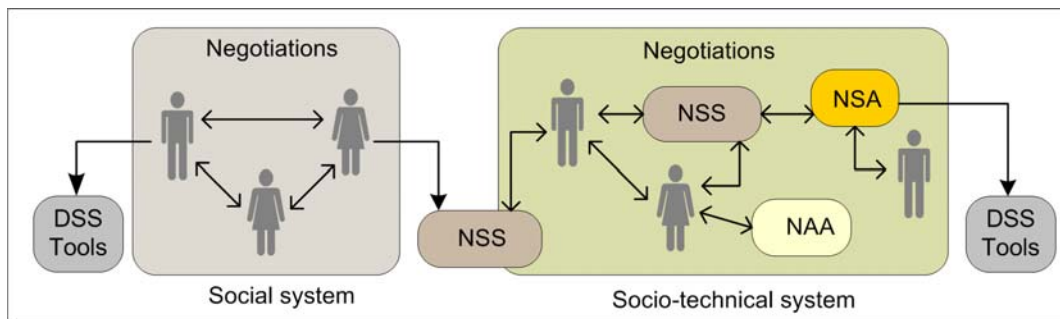 Negotiations
DSS
Tools
Social system
NSS
Negotiations
NSS
NSA
NAA
DSS
Tools
Socio-technical system